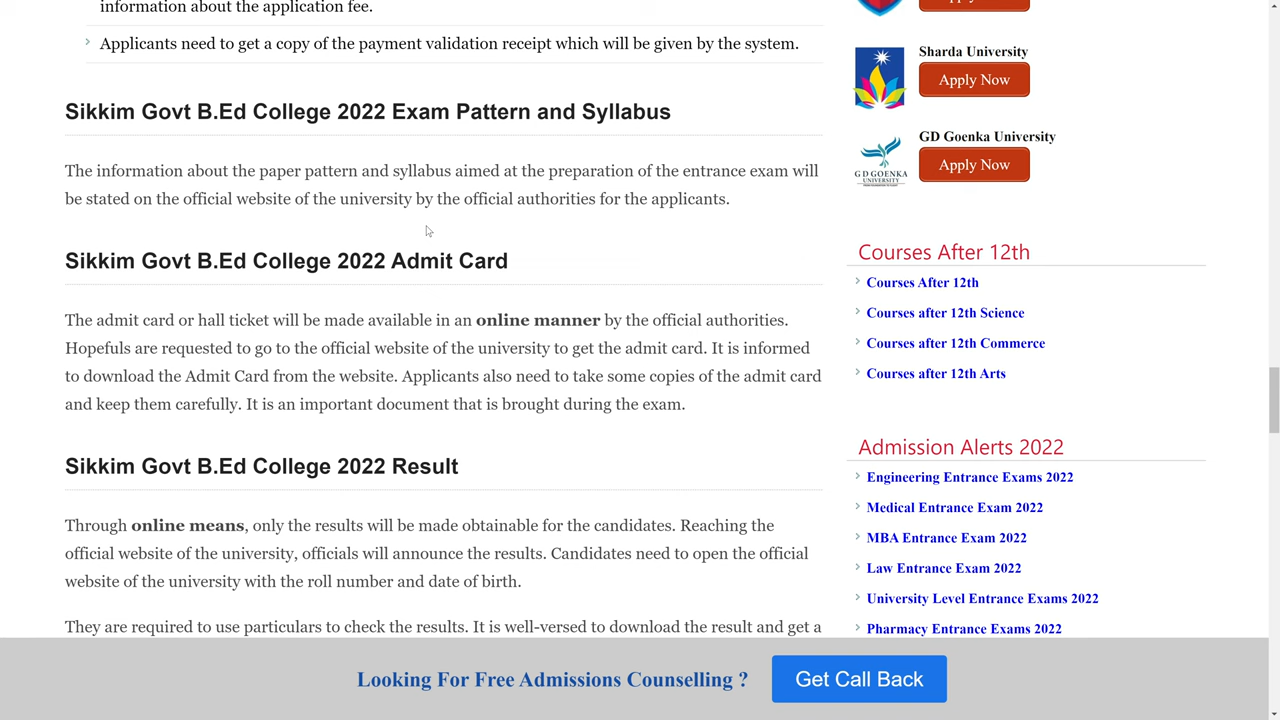 information about the application fee.
Applicants need to get a copy of the payment validation receipt which will be given by the system.
Sikkim Govt B.Ed College 2022 Exam Pattern and Syllabus
The information about the paper pattern and syllabus aimed at the preparation of the entrance exam will
be stated on the official website of the university by the official authorities for the applicants.
Sikkim Govt B.Ed College 2022 Admit Card
The admit card or hall ticket will be made available in an online manner by the official authorities.
Hopefuls are requested to go to the official website of the university to get the admit card. It is informed
to download the Admit Card from the website. Applicants also need to take some copies of the admit card
and keep them carefully. It is an important document that is brought during the exam.
Sikkim Govt B.Ed College 2022 Result
Through online means, only the results will be made obtainable for the candidates. Reaching the
official website of the university, officials will announce the results. Candidates need to open the official
website of the university with the roll number and date of birth.
They are required to use particulars to check the results. It is well-versed to download the result and get a
Apply Now
Sharda University
Apply Now
GD Goenka University
GD GOENKA
UNIVERSITY
Apply Now
Courses After 12th
Courses After 12th
Courses after 12th Science
Courses after 12th Commerce
Courses after 12th Arts
Admission Alerts 2022
Engineering Entrance Exams 2022
Medical Entrance Exam 2022
MBA Entrance Exam 2022
Law Entrance Exam 2022
University Level Entrance Exams 2022
Pharmacy Entrance Exams 2022
Looking For Free Admissions Counselling ?
Get Call Back